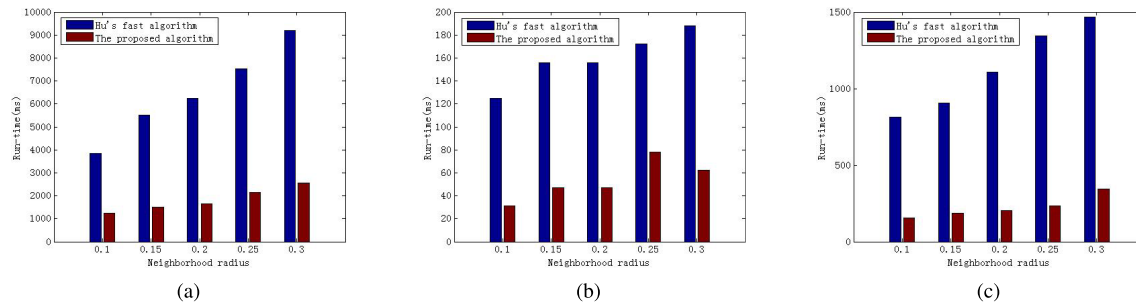 10000
9000
8000
7000
6000
5000
4000
3000
2000
1000
0
Run-time(ms)
Hu's fast algorithm
The proposed algorithm
0.1 0.15 0.2 0.25 0.3
Neighborhood radius
(a)
200
180
160
140
120
100
80
60
40
20
0
Run-time(ms)
Hu's fast algorithm
The proposed algorithm
0.1 0.15 0.2 0.25 0.3
Neighborhood radius
(b)
1500
1000
500
0
Run-time(ms)
Hu's fast algorithm
The proposed algorithm
0.1 0.15 0.2 0.25 0.3
Neighborhood radius
(c)